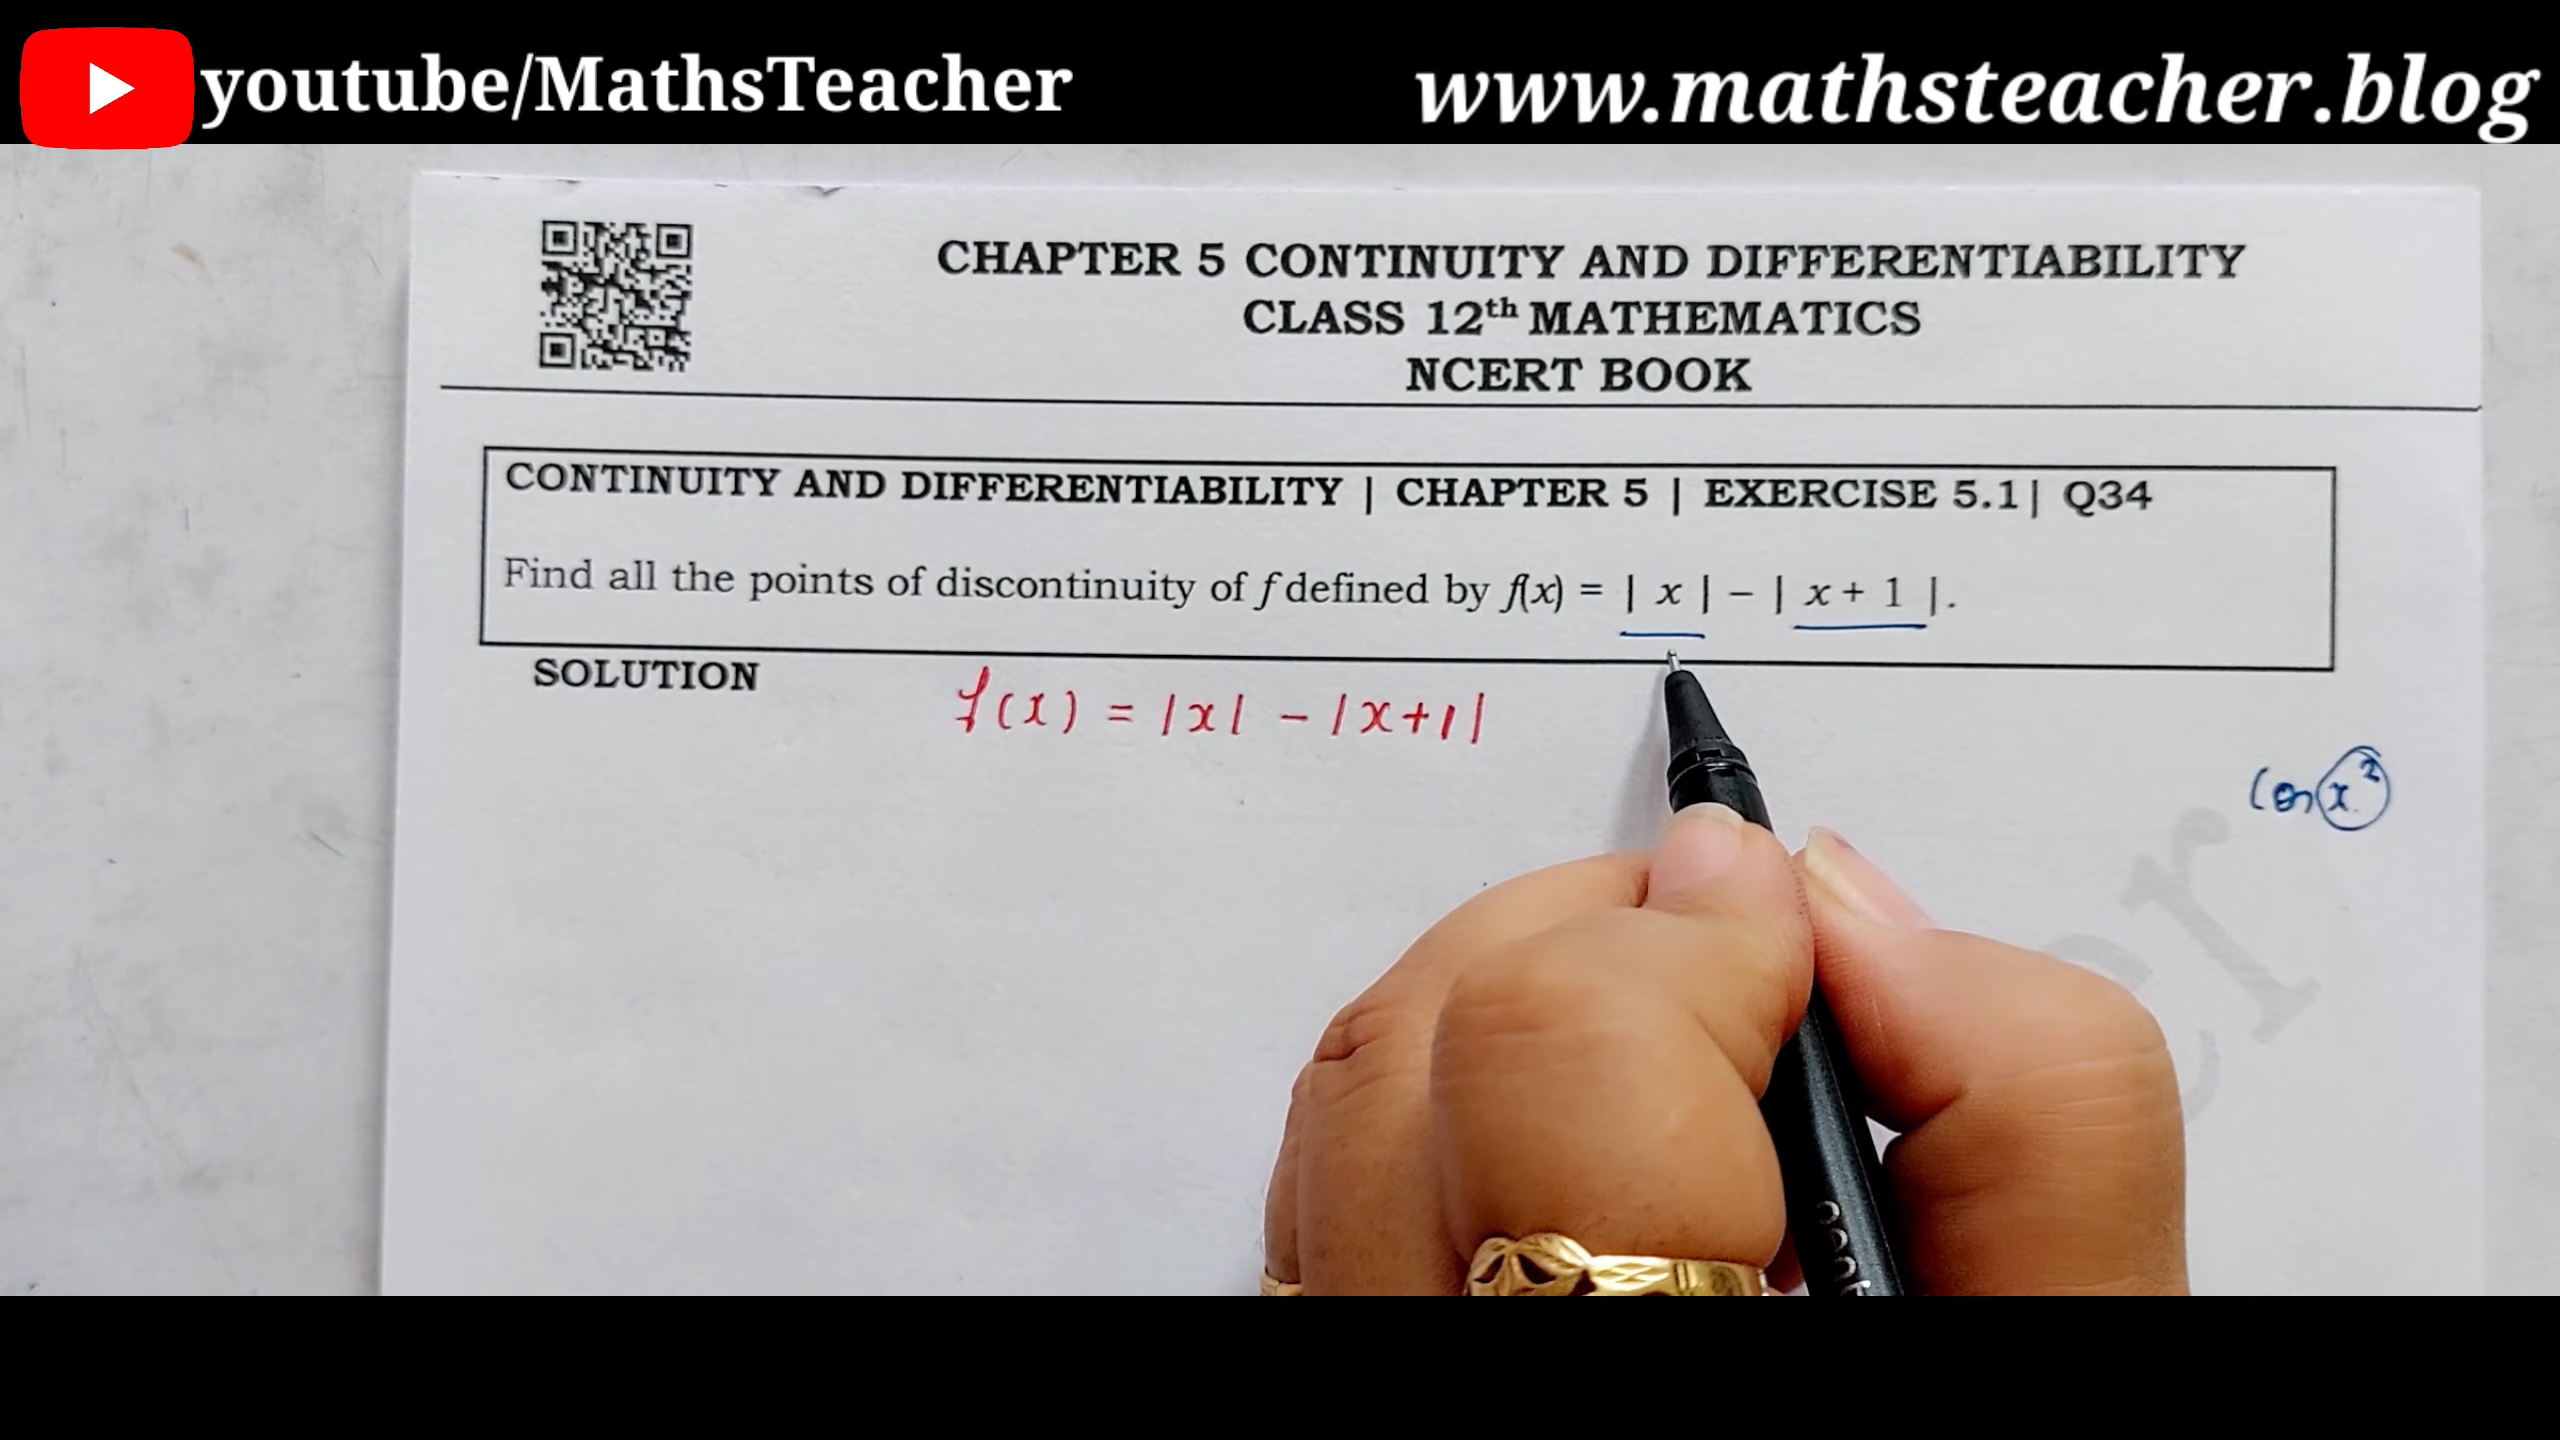 youtube/MathsTeacher
www.mathsteacher.blog
CHAPTER 5 CONTINUITY AND DIFFERENTIABILITY
CLASS 12th MATHEMATICS
NCERT BOOK
CONTINUITY AND DIFFERENTIABILITY | CHAPTER 5 | EXERCISE 5.1| Q34
Find all the points of discontinuity of f defined by f(x) = | x | – | x + 1 |.
SOLUTION
f(x) = |x| - |x+1|
x²